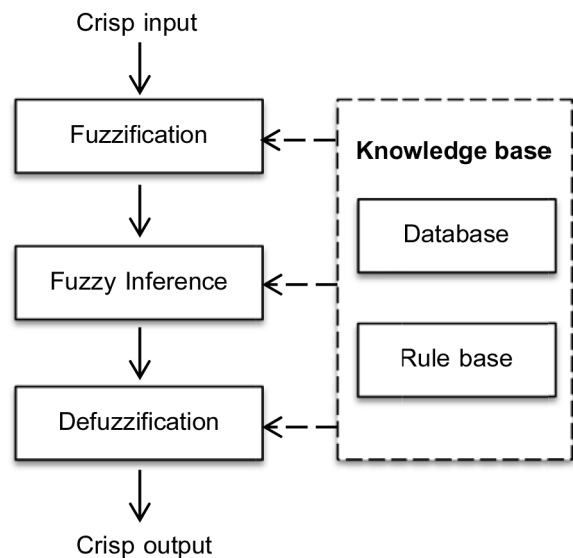 Crisp input
Fuzzification
Knowledge base
Database
Fuzzy Inference
Rule base
Defuzzification
Crisp output